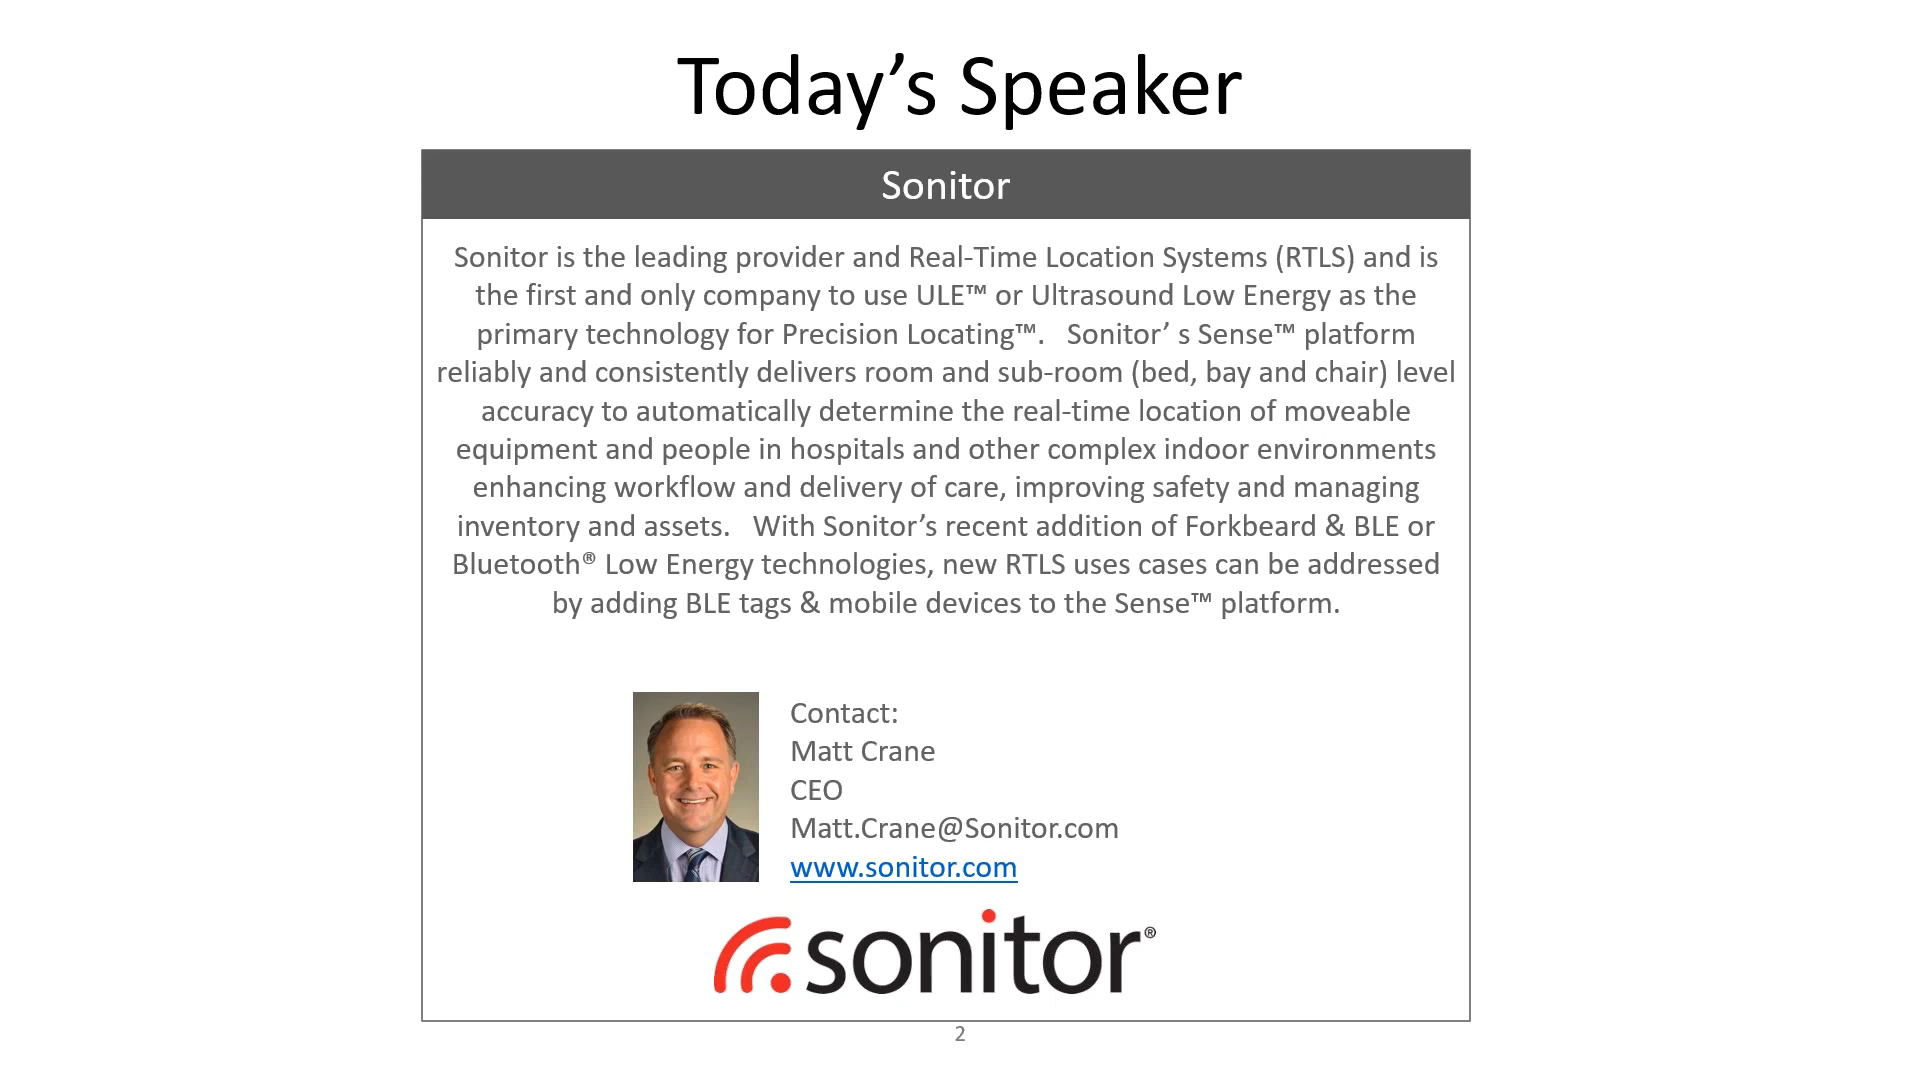 Today’s Speaker
Sonitor
Sonitor is the leading provider and Real-Time Location Systems (RTLS) and is
the first and only company to use ULE™ or Ultrasound Low Energy as the
primary technology for Precision Locating™.   Sonitor’ s Sense™ platform
reliably and consistently delivers room and sub-room (bed, bay and chair) level
accuracy to automatically determine the real-time location of moveable
equipment and people in hospitals and other complex indoor environments
enhancing workflow and delivery of care, improving safety and managing
inventory and assets.   With Sonitor’s recent addition of Forkbeard & BLE or
Bluetooth® Low Energy technologies, new RTLS uses cases can be addressed
by adding BLE tags & mobile devices to the Sense™ platform.
Contact:
Matt Crane
CEO
Matt.Crane@Sonitor.com
www.sonitor.com
sonitor®
2